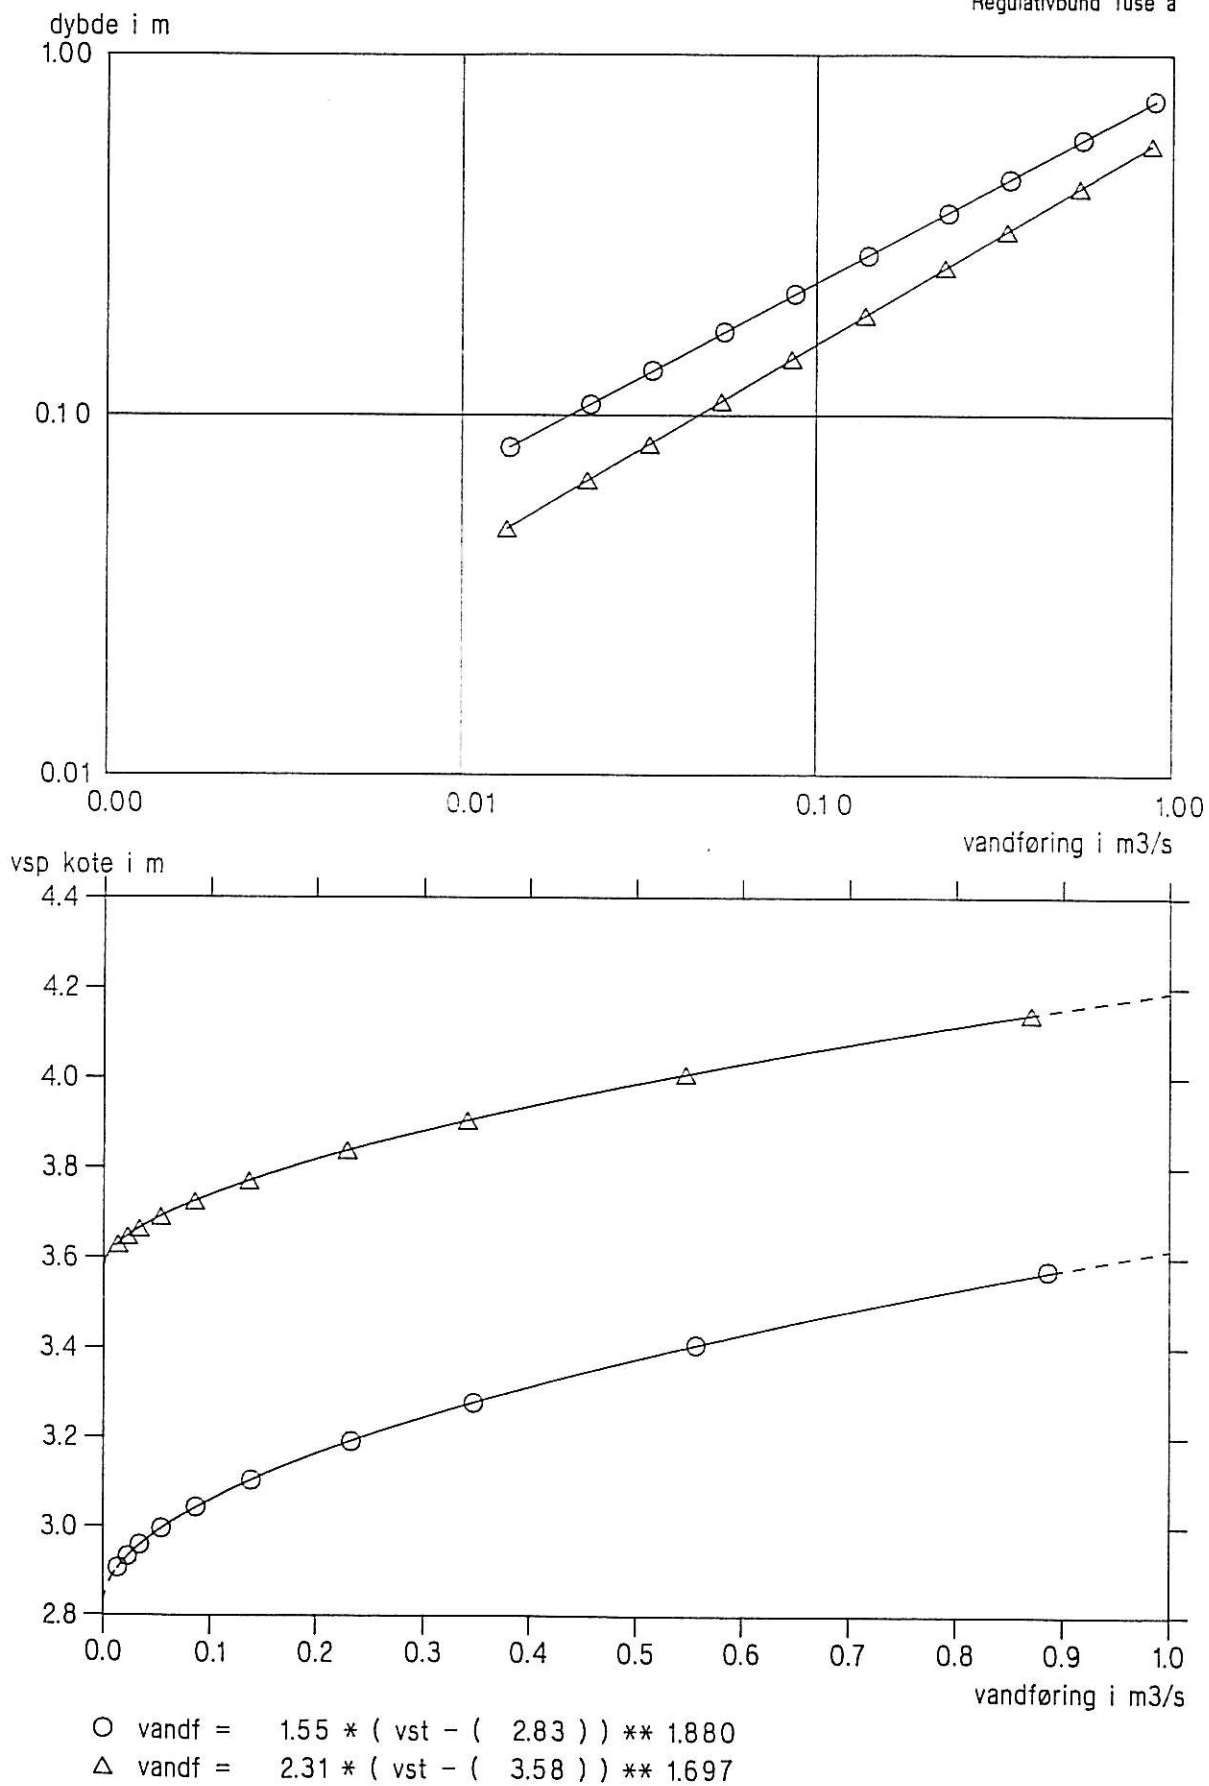 Regulativbund Tuse å
dybde i m
1.00
0.10
0.01
0.00 0.01 0.10 1.00
vandføring i m3/s
vsp kote i m
4.4
4.2
4.0
3.8
3.6
3.4
3.2
3.0
2.8
0.0 0.1 0.2 0.3 0.4 0.5 0.6 0.7 0.8 0.9 1.0
vandføring i m3/s
vandf = 1.55 * ( vst - ( 2.83 ) ) ** 1.880
vandf = 2.31 * ( vst - ( 3.58 ) ) ** 1.697